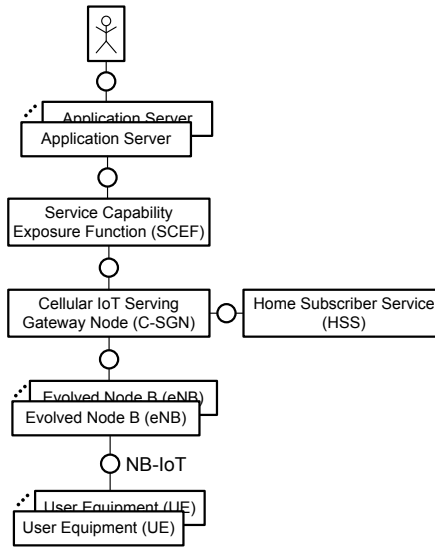 Application Server
Application Server
Service Capability
Exposure Function (SCEF)
Cellular IoT Serving
Gateway Node (C-SGN)
Home Subscriber Service
(HSS)
Evolved Node B (eNB)
Evolved Node B (eNB)
NB-IoT
User Equipment (UE)
User Equipment (UE)